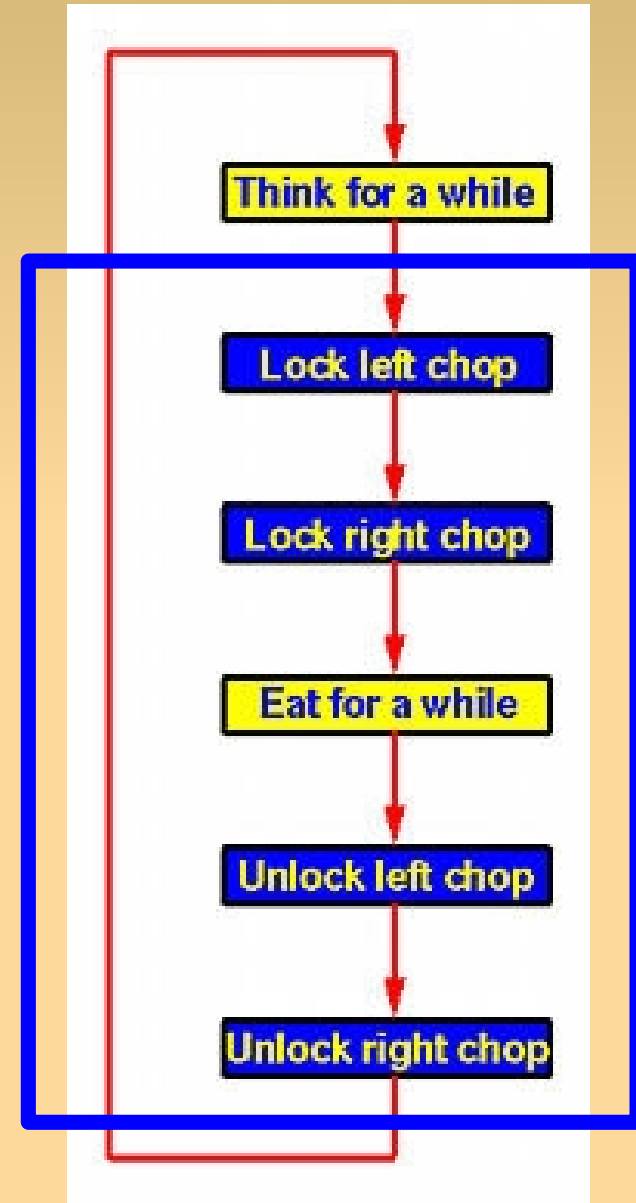 Think for a while
Lock left chop
Lock right chop
Eat for a while
Unlock left chop
Unlock right chop